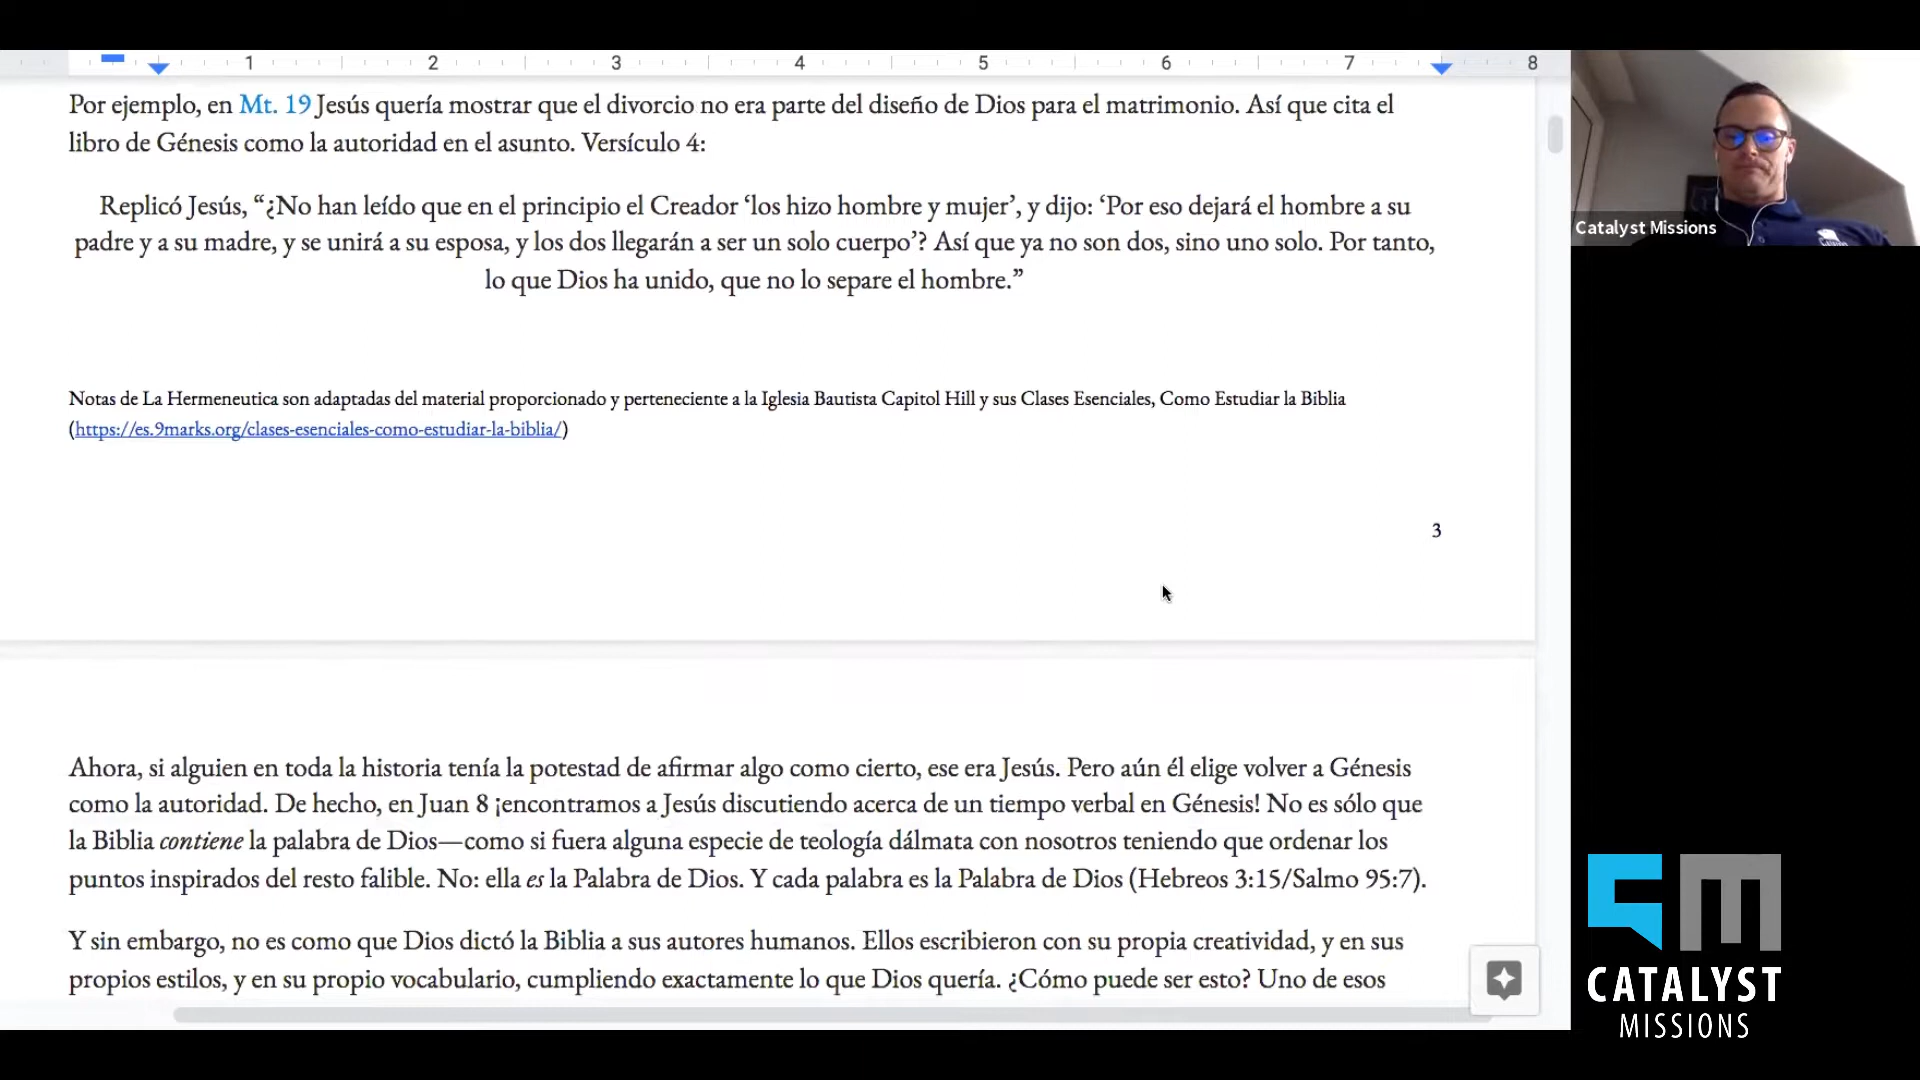 1 2 3 4 5 6 7 8
Por ejemplo, en Mt. 19 Jesús quería mostrar que el divorcio no era parte del diseño de Dios para el matrimonio. Así que cita el
libro de Génesis como la autoridad en el asunto. Versículo 4:
Replicó Jesús, “¿No han leído que en el principio el Creador ‘los hizo hombre y mujer’, y dijo: ‘Por eso dejará el hombre a su
padre y a su madre, y se unirá a su esposa, y los dos llegarán a ser un solo cuerpo’? Así que ya no son dos, sino uno solo. Por tanto,
lo que Dios ha unido, que no lo separe el hombre.”
Notas de La Hermeneutica son adaptadas del material proporcionado y perteneciente a la Iglesia Bautista Capitol Hill y sus Clases Esenciales, Como Estudiar la Biblia
(https://es.9marks.org/clases-esenciales-como-estudiar-la-biblia/)
3
Ahora, si alguien en toda la historia tenía la potestad de afirmar algo como cierto, ese era Jesús. Pero aún él elige volver a Génesis
como la autoridad. De hecho, en Juan 8 ¡encontramos a Jesús discutiendo acerca de un tiempo verbal en Génesis! No es sólo que
la Biblia contiene la palabra de Dios—como si fuera alguna especie de teología dálmata con nosotros teniendo que ordenar los
puntos inspirados del resto falible. No: ella es la Palabra de Dios. Y cada palabra es la Palabra de Dios (Hebreos 3:15/Salmo 95:7).
Y sin embargo, no es como que Dios dictó la Biblia a sus autores humanos. Ellos escribieron con su propia creatividad, y en sus
propios estilos, y en su propio vocabulario, cumpliendo exactamente lo que Dios quería. ¿Cómo puede ser esto? Uno de esos
Catalyst Missions
CATALYST
MISSIONS